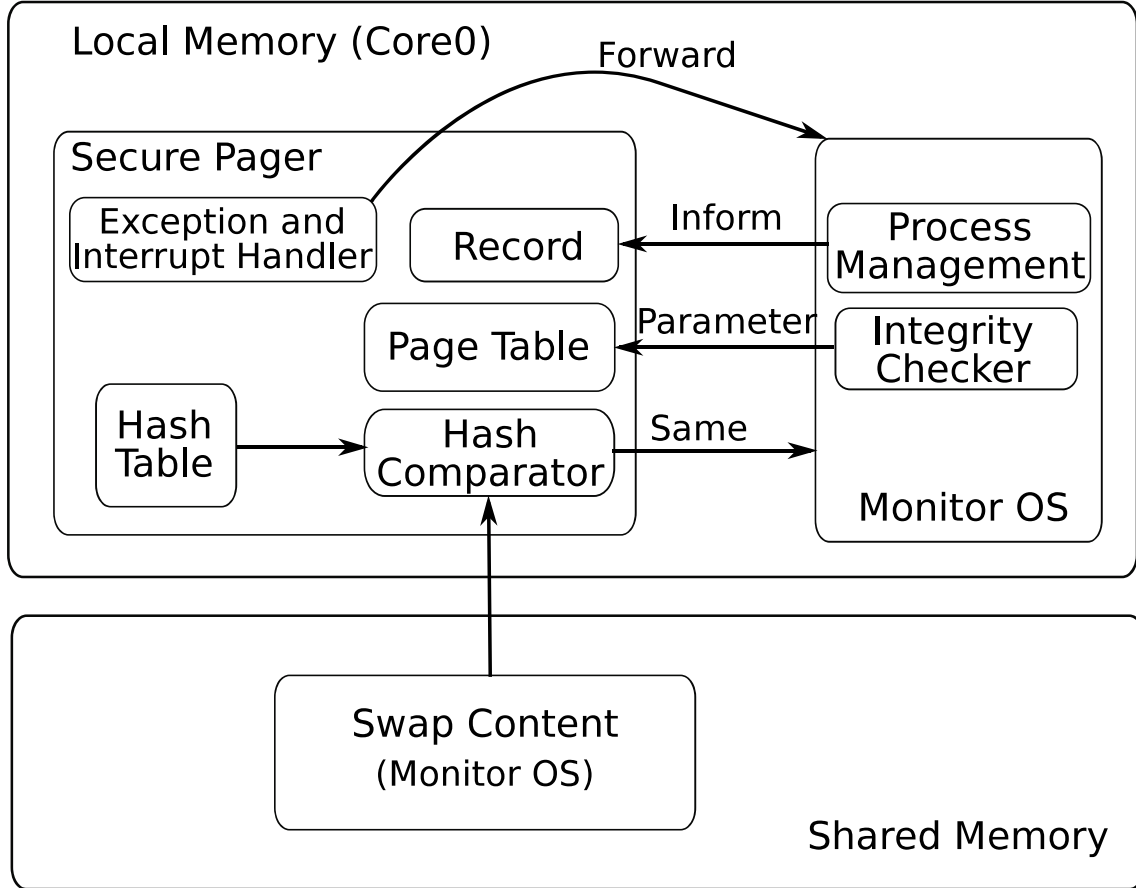 Local Memory (Core0)
Forward
Secure Pager
Exception and
Interrupt Handler
Record
Inform
Process
Management
Page Table
Parameter
Integrity
Checker
Hash
Table
Hash
Comparator
Same
Monitor OS
Swap Content
(Monitor OS)
Shared Memory